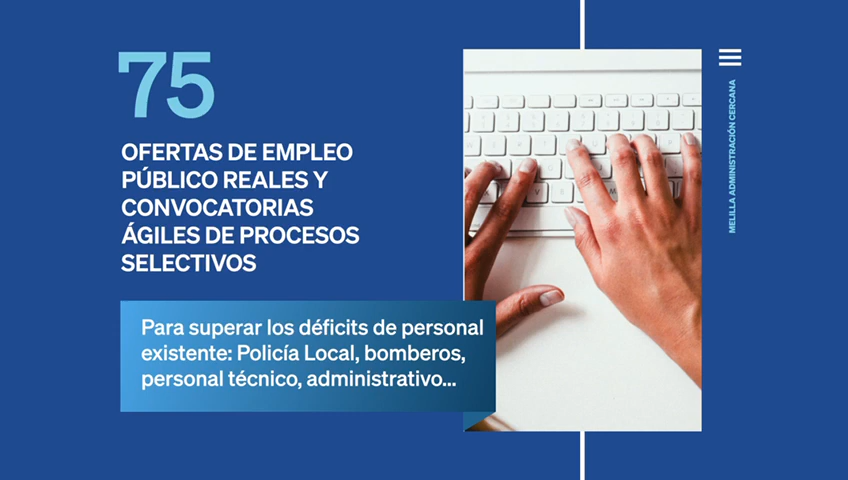 75
OFERTAS DE EMPLEO
PÚBLICO REALES Y
CONVOCATORIAS
ÁGILES DE PROCESOS
SELECTIVOS
Para superar los déficits de personal
existente: Policía Local, bomberos,
personal técnico, administrativo...
MELILLA ADMINISTRACIÓN CERCANA